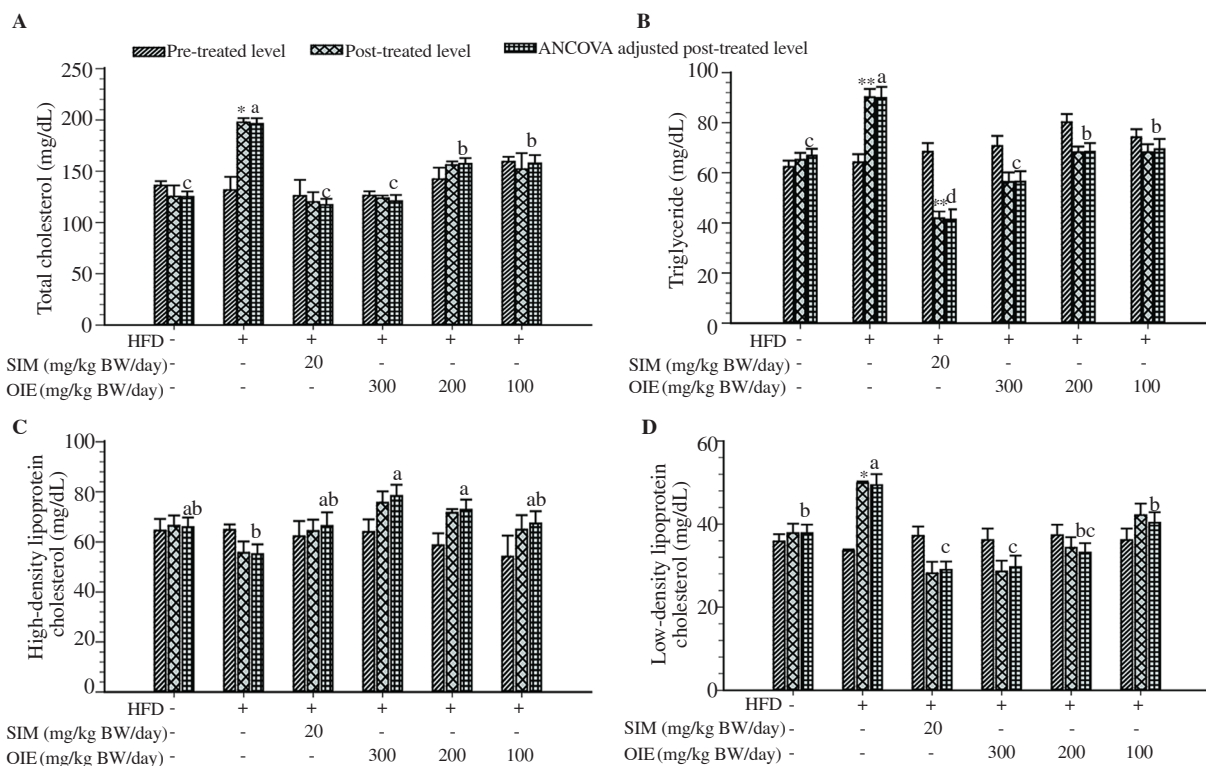 A
B
Pre-treated level Post-treated level ANCOVA adjusted post-treated level
Total cholesterol (mg/dL)
250
200
150
100
50
0
c * a c c b b
HFD - + + + + +
SIM (mg/kg BW/day) - - 20 - - -
OIE(mg/kg BW/day) - - - 300 200 100
Triglyceride (mg/dL)
100
80
60
40
20
0
c ** a ** d c b b
HFD - + + + + +
SIM (mg/kg BW/day) - - 20 - - -
OIE(mg/kg BW/day) - - - 300 200 100
C
High-density lipoprotein
cholesterol (mg/dL)
100
80
60
40
20
0
ab b ab a a ab
HFD - + + + + +
SIM (mg/kg BW/day) - - 20 - - -
OIE(mg/kg BW/day) - - - 300 200 100
D
Low-density lipoprotein
cholesterol (mg/dL)
60
40
20
0
b * a c c bc b
HFD - + + + + +
SIM (mg/kg BW/day) - - 20 - - -
OIE(mg/kg BW/day) - - - 300 200 100